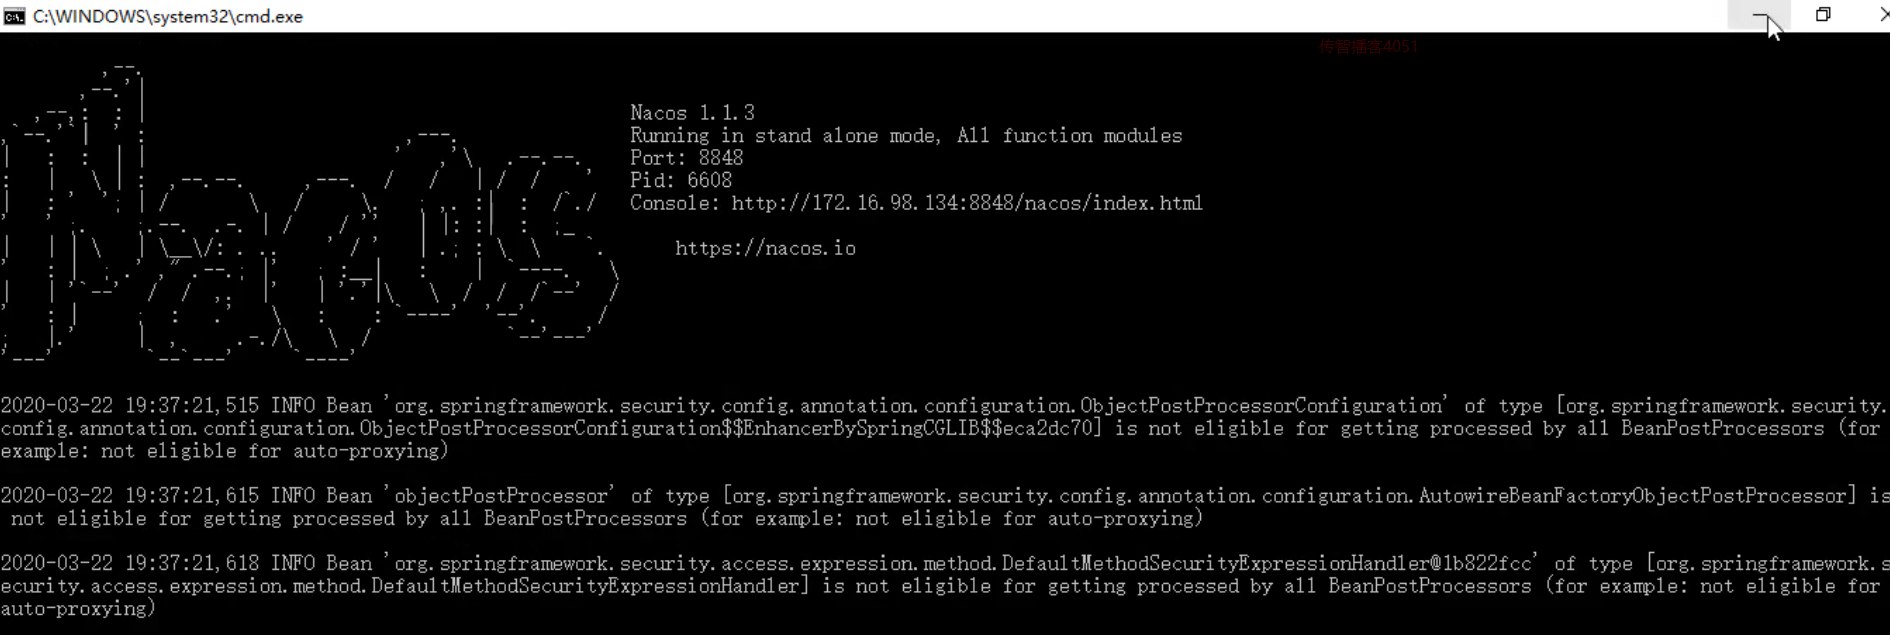 C:\WINDOWS\system32\cmd.exe
传智播客4051
Nacos 1.1.3
Running in stand alone mode, All function modules
Port: 8848
Pid: 6608
Console: http://172.16.98.134:8848/nacos/index.html
https://nacos.io
2020-03-22 19:37:21,515 INFO Bean 'org.springframework.security.config.annotation.configuration.ObjectPostProcessorConfiguration' of type [org.springframework.security.
config.annotation.configuration.ObjectPostProcessorConfiguration$$EnhancerBySpringCGLIB$$eca2dc70] is not eligible for getting processed by all BeanPostProcessors (for
example: not eligible for auto-proxying)
2020-03-22 19:37:21,615 INFO Bean 'objectPostProcessor' of type [org.springframework.security.config.annotation.configuration.AutowireBeanFactoryObjectPostProcessor] is
not eligible for getting processed by all BeanPostProcessors (for example: not eligible for auto-proxying)
2020-03-22 19:37:21,618 INFO Bean 'org.springframework.security.access.expression.method.DefaultMethodSecurityExpressionHandler@1b822fcc' of type [org.springframework.s
ecurity.access.expression.method.DefaultMethodSecurityExpressionHandler] is not eligible for getting processed by all BeanPostProcessors (for example: not eligible for
auto-proxying)